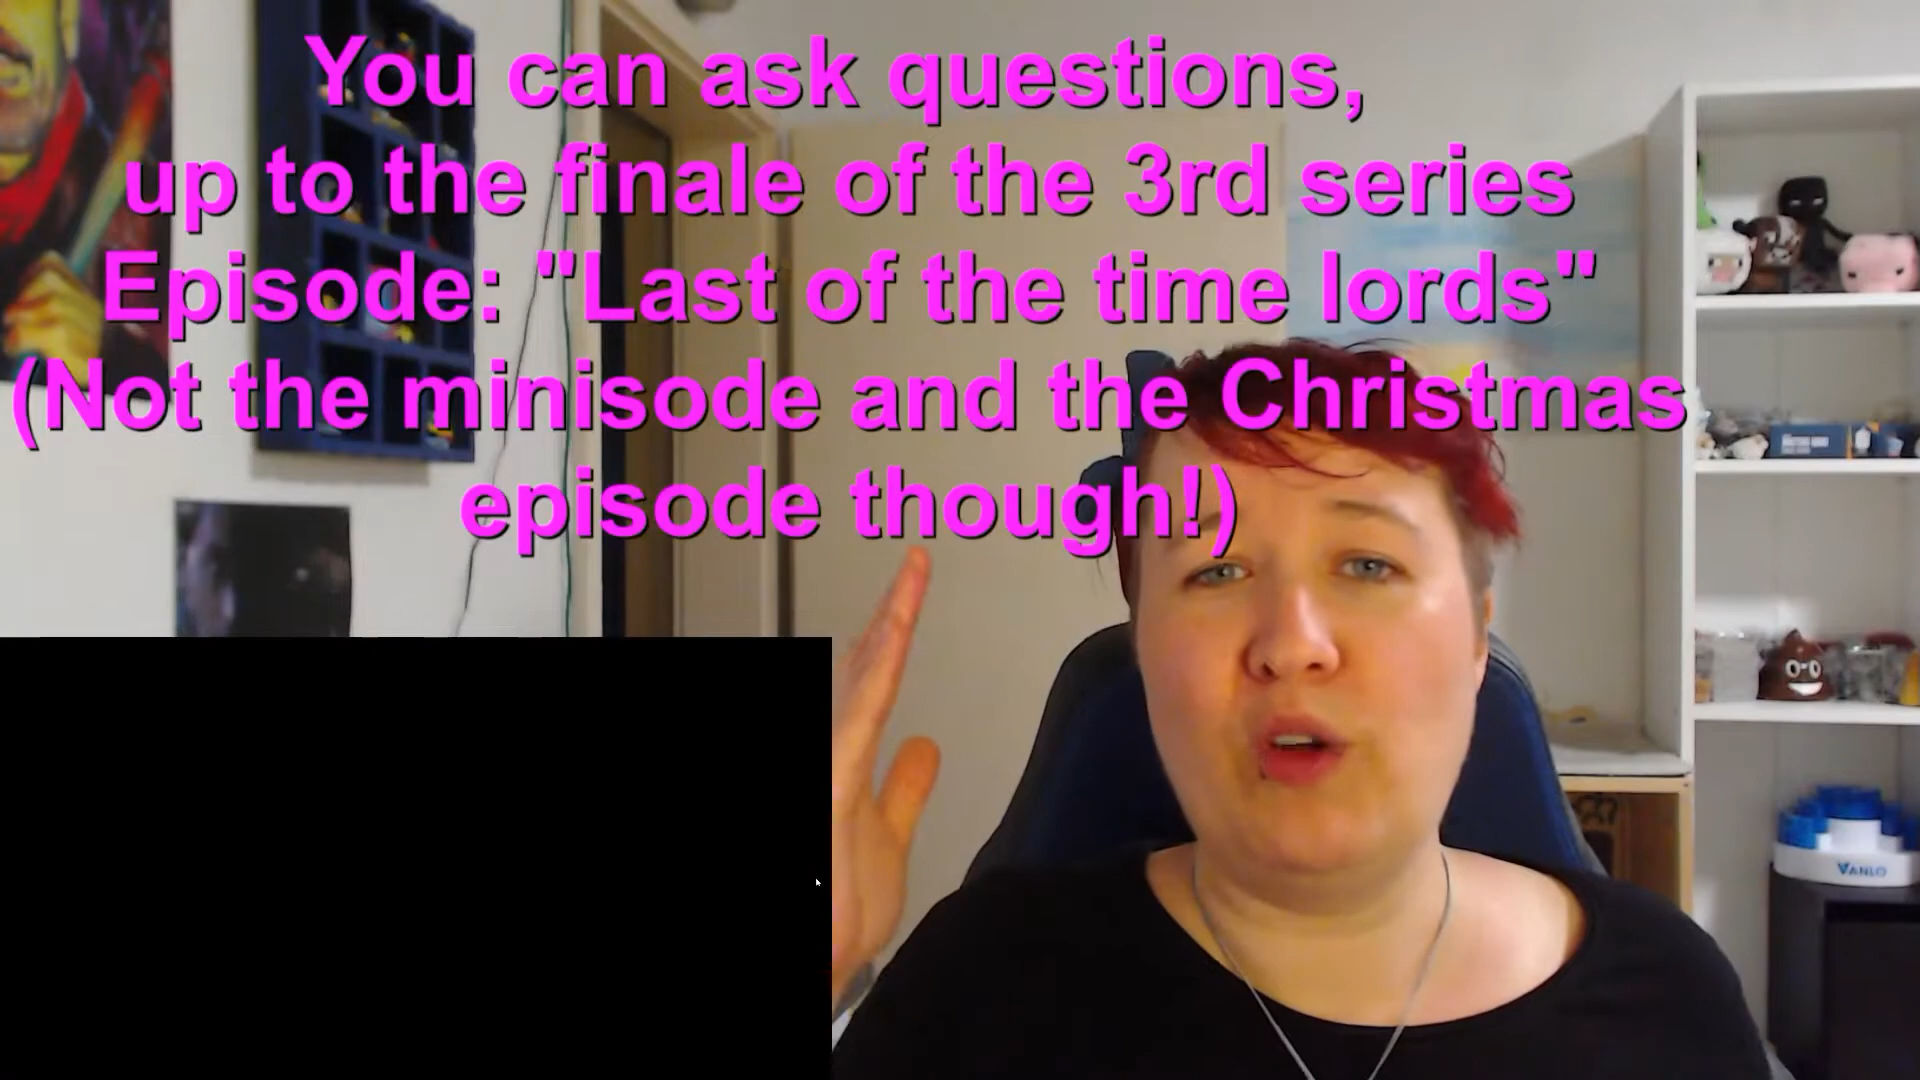 You can ask questions,
up to the finale of the 3rd series
Episode: "Last of the time lords"
(Not the minisode and the Christmas
episode though!)
VANLO